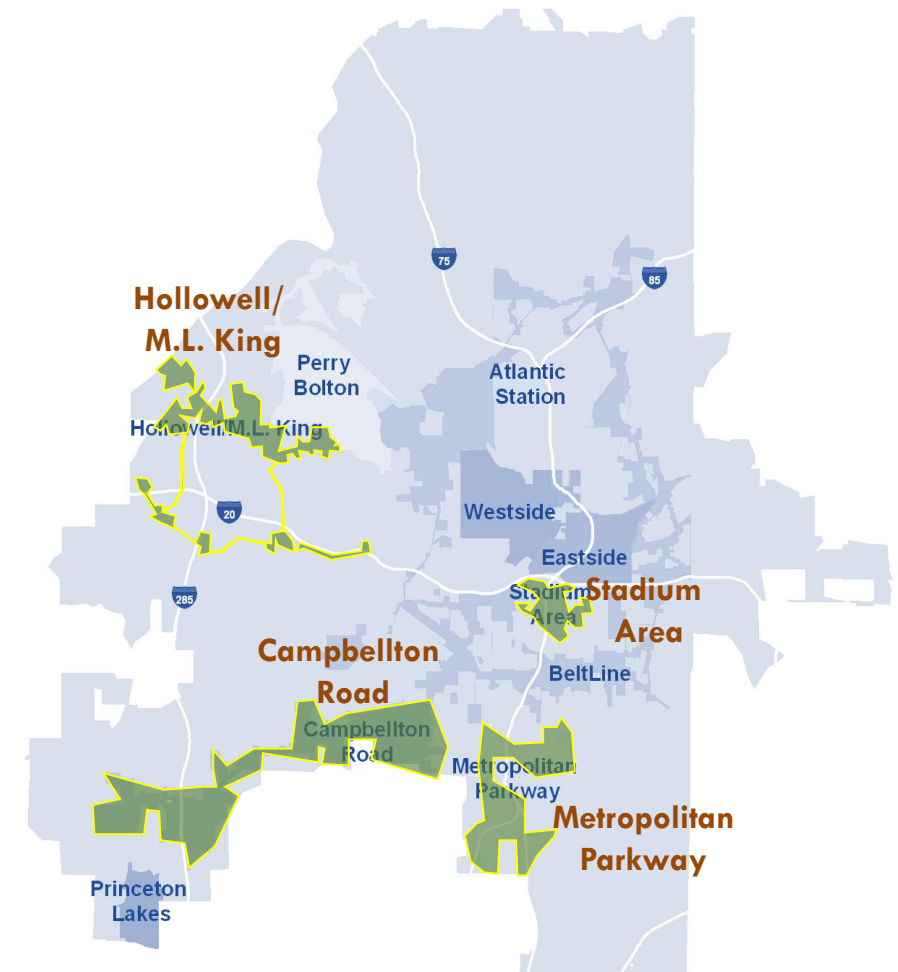 75
85
Hollowell/
M.L. King
Perry
Bolton
Atlantic
Station
Hollowell/M.L. King
20
Westside
Eastside
285
Stadium
Area
Stadium
Area
Campbellton
Road
BeltLine
Campbellton
Road
Metropolitan
Parkway
Metropolitan
Parkway
Princeton
Lakes